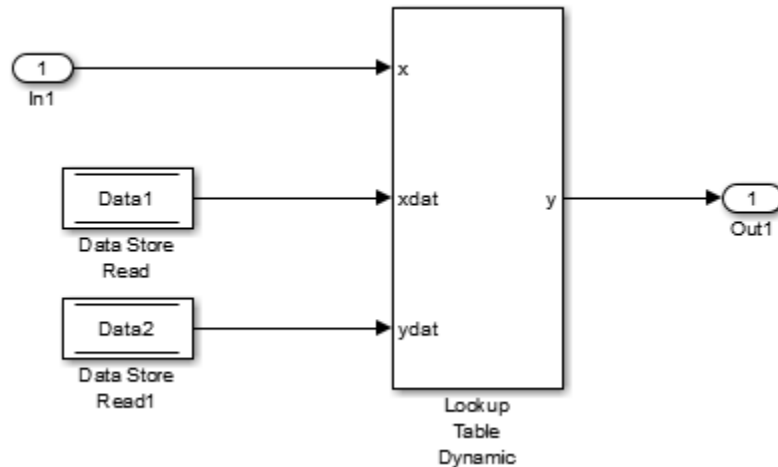 1
In1
x
Data1
Data Store
Read
xdat
y
1
Out1
Data2
Data Store
Read1
ydat
Lookup
Table
Dynamic